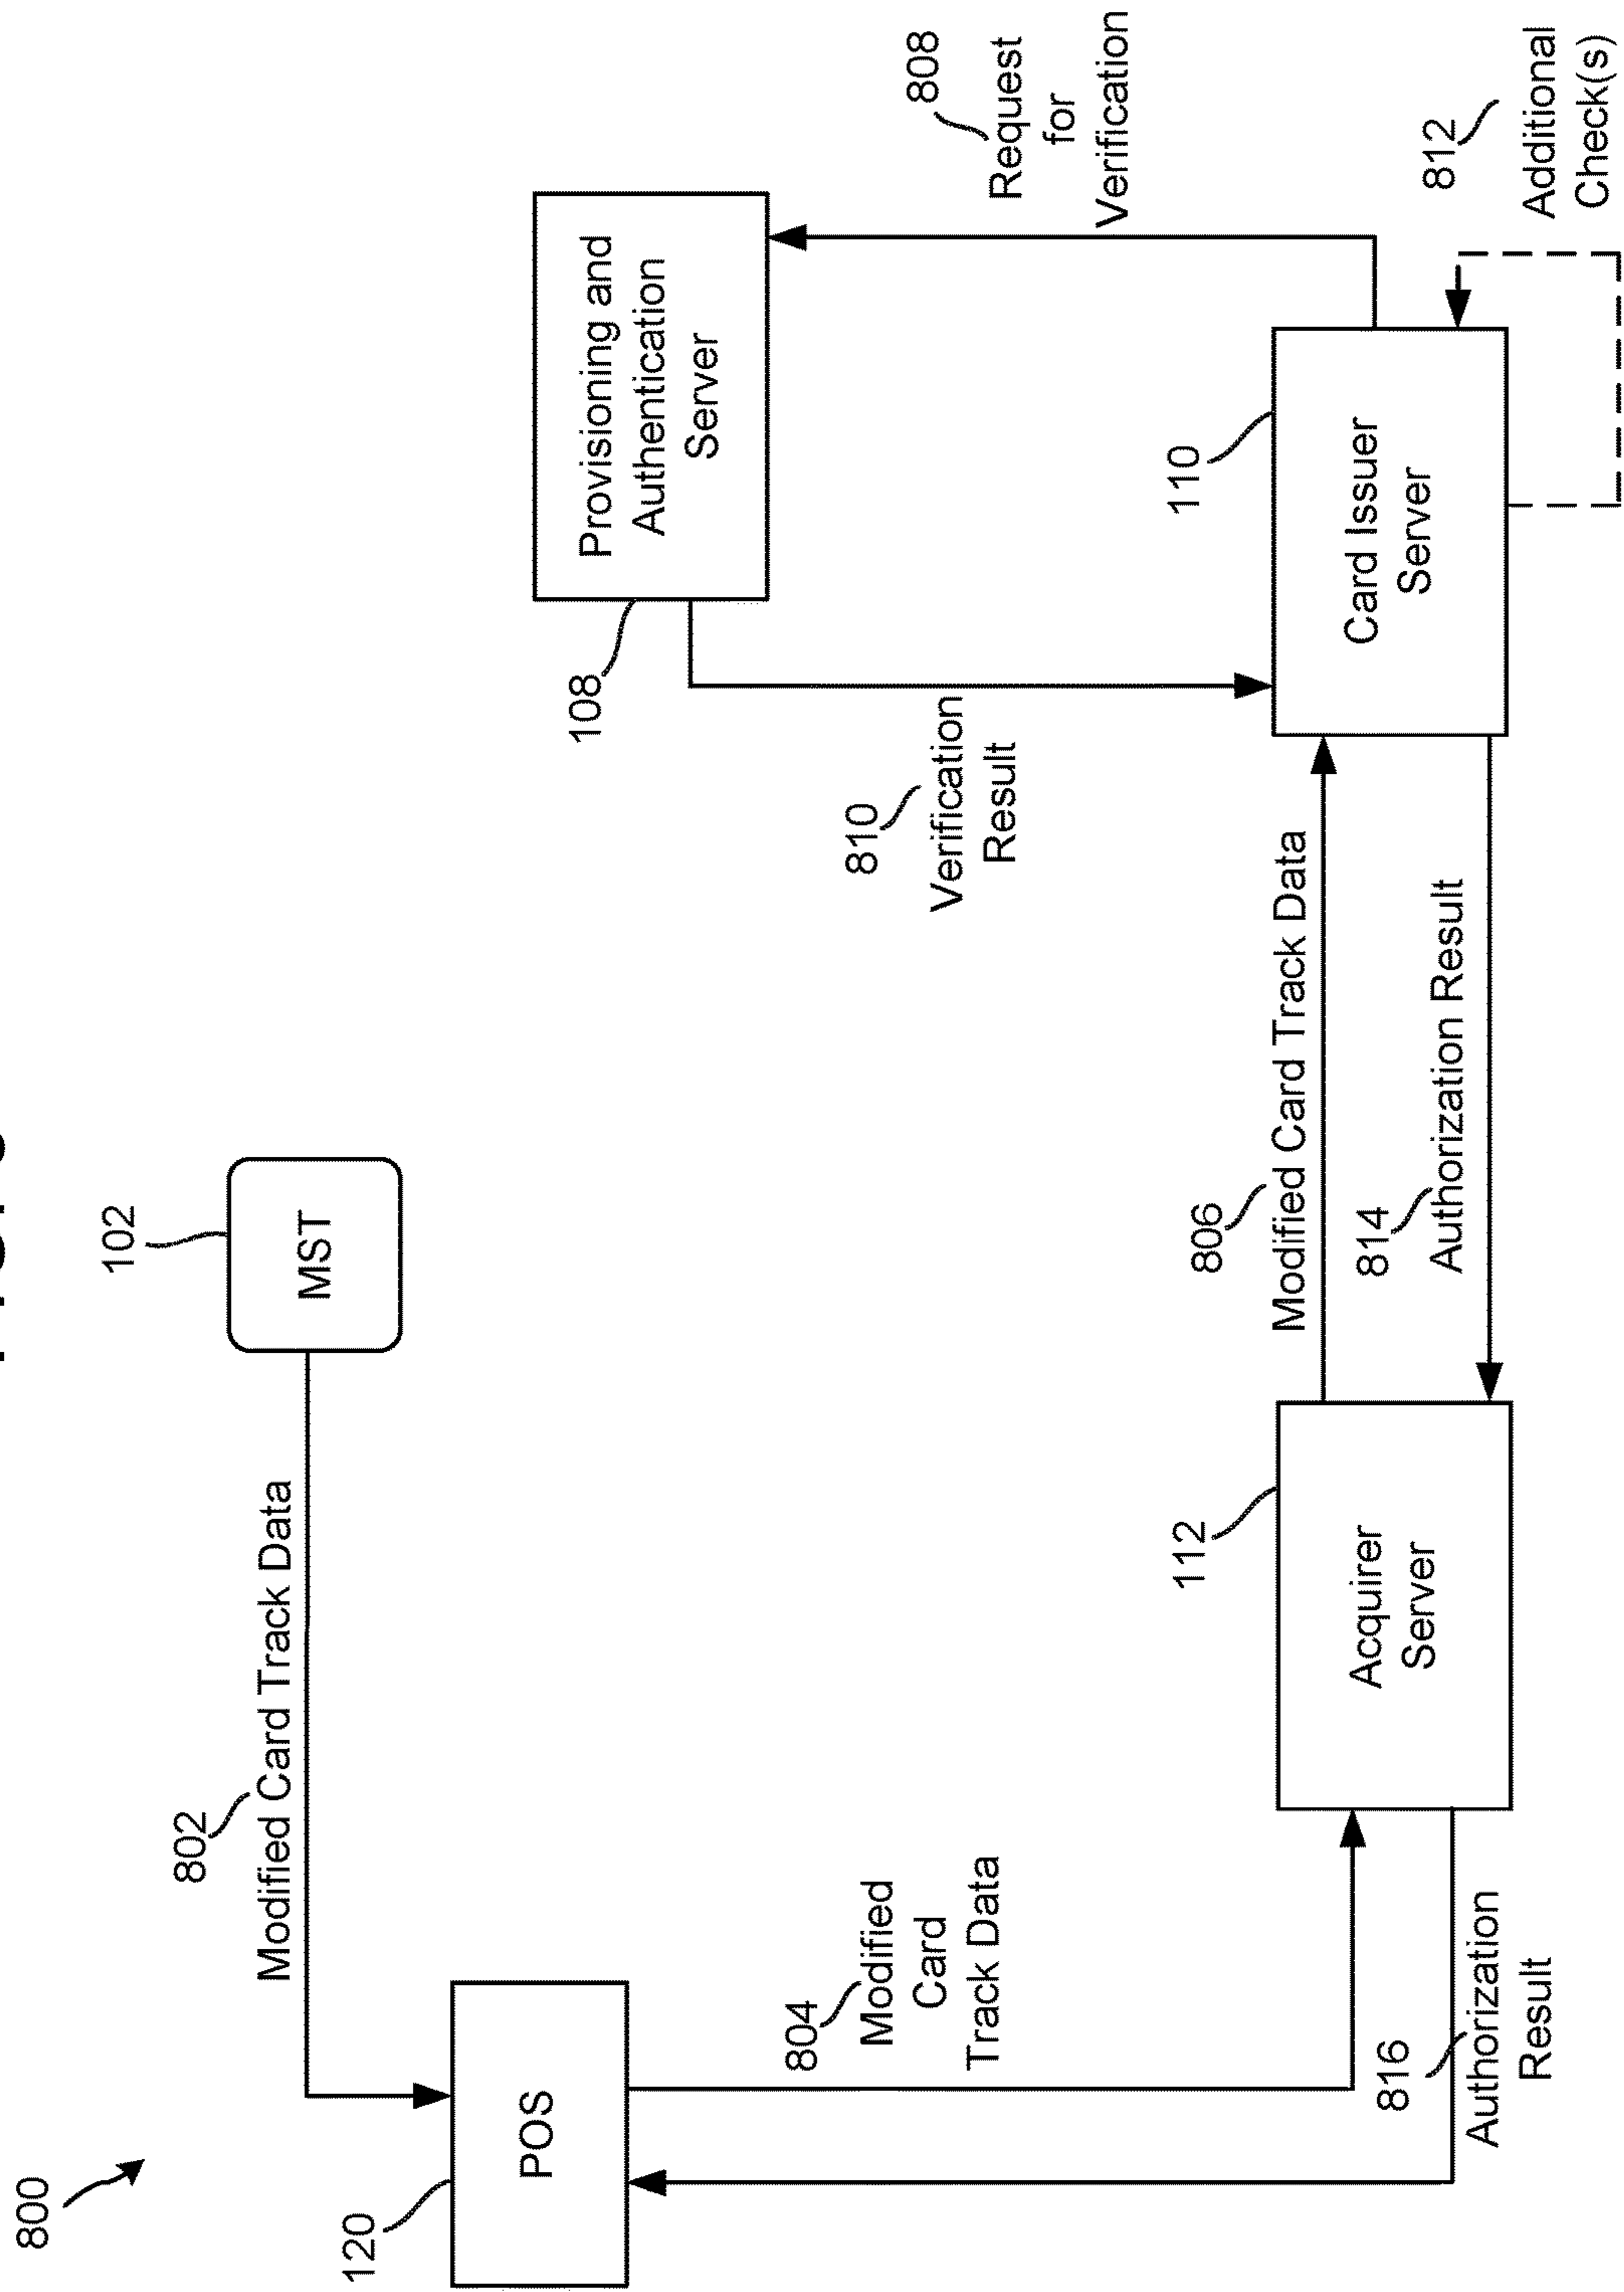 800
102
MST
802
Modified Card Track Data
120
POS
804
Modified
Card
Track Data
816
Authorization
Result
112
Acquirer
Server
806
Modified Card Track Data
814
Authorization Result
110
Card Issuer
Server
108
Provisioning and
Authentication
Server
810
Verification
Result
808
Request
for
Verification
812
Additional
Check(s)